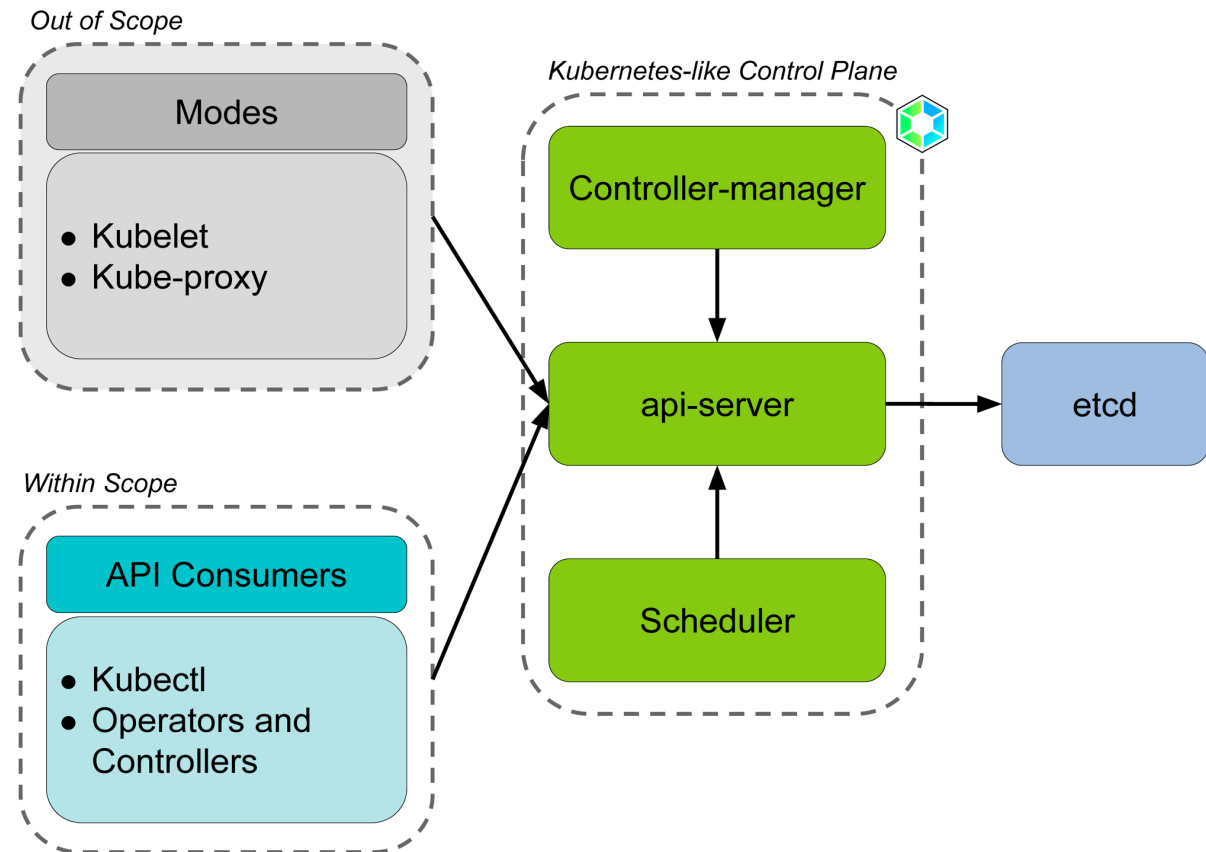 Out of Scope
Modes
● Kubelet
● Kube-proxy
Within Scope
API Consumers
● Kubectl
● Operators and
Controllers
Kubernetes-like Control Plane
Controller-manager
api-server
Scheduler
etcd